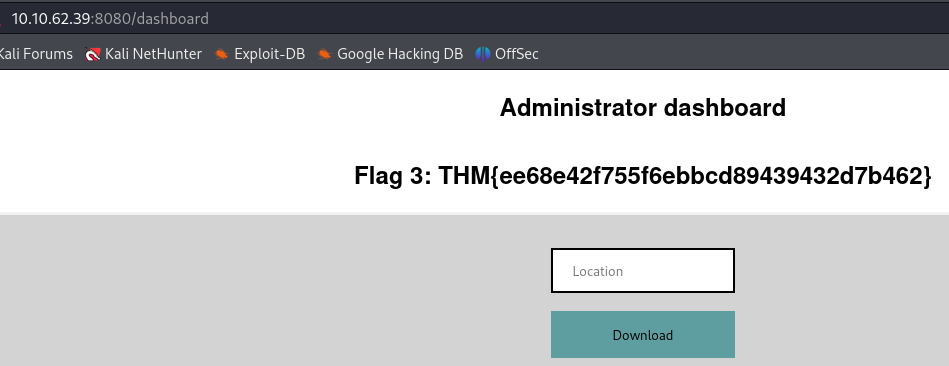 10.10.62.39:8080/dashboard
Kali Forums Kali NetHunter Exploit-DB Google Hacking DB OffSec
Administrator dashboard
Flag 3: THM{ee68e42f755f6ebbcd89439432d7b462}
Location
Download